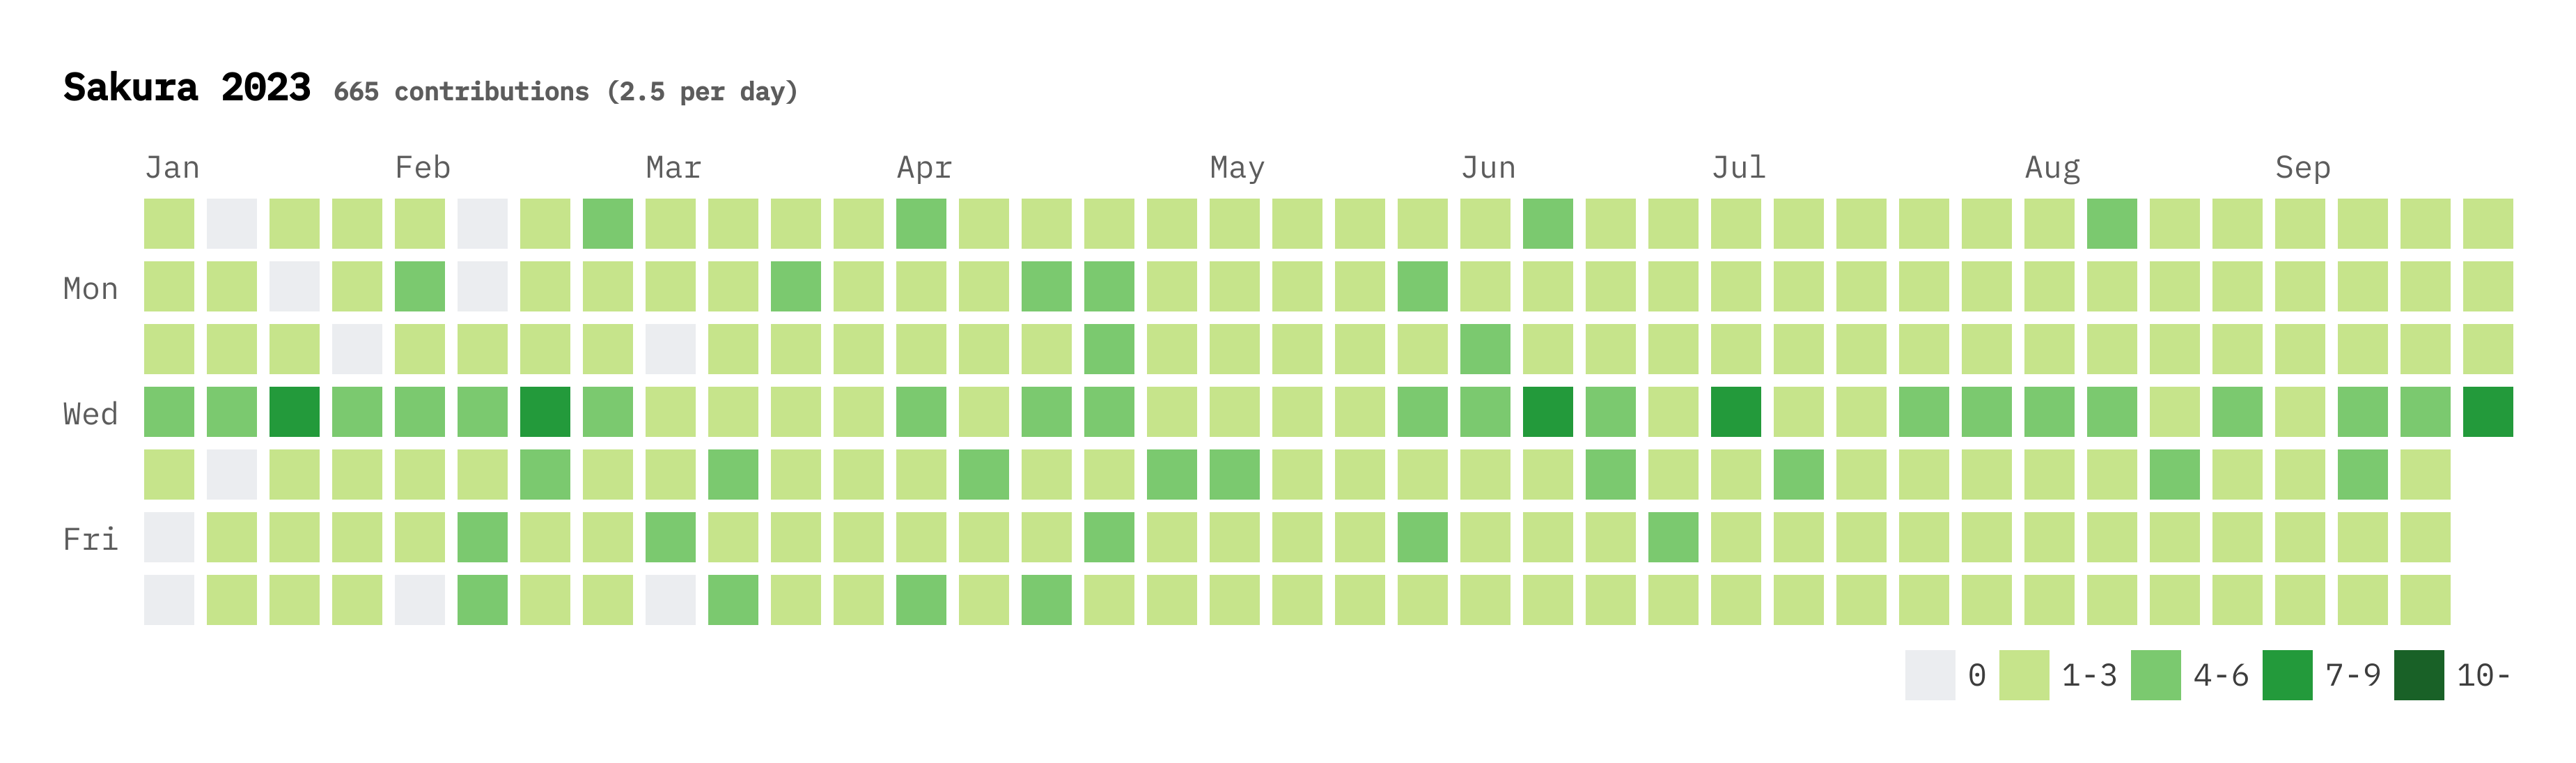 Sakura 2023 665 contributions (2.5 per day)
Jan Feb Mar Apr May Jun Jul Aug Sep
Mon
Wed
Fri
0 1-3 4-6 7-9 10-